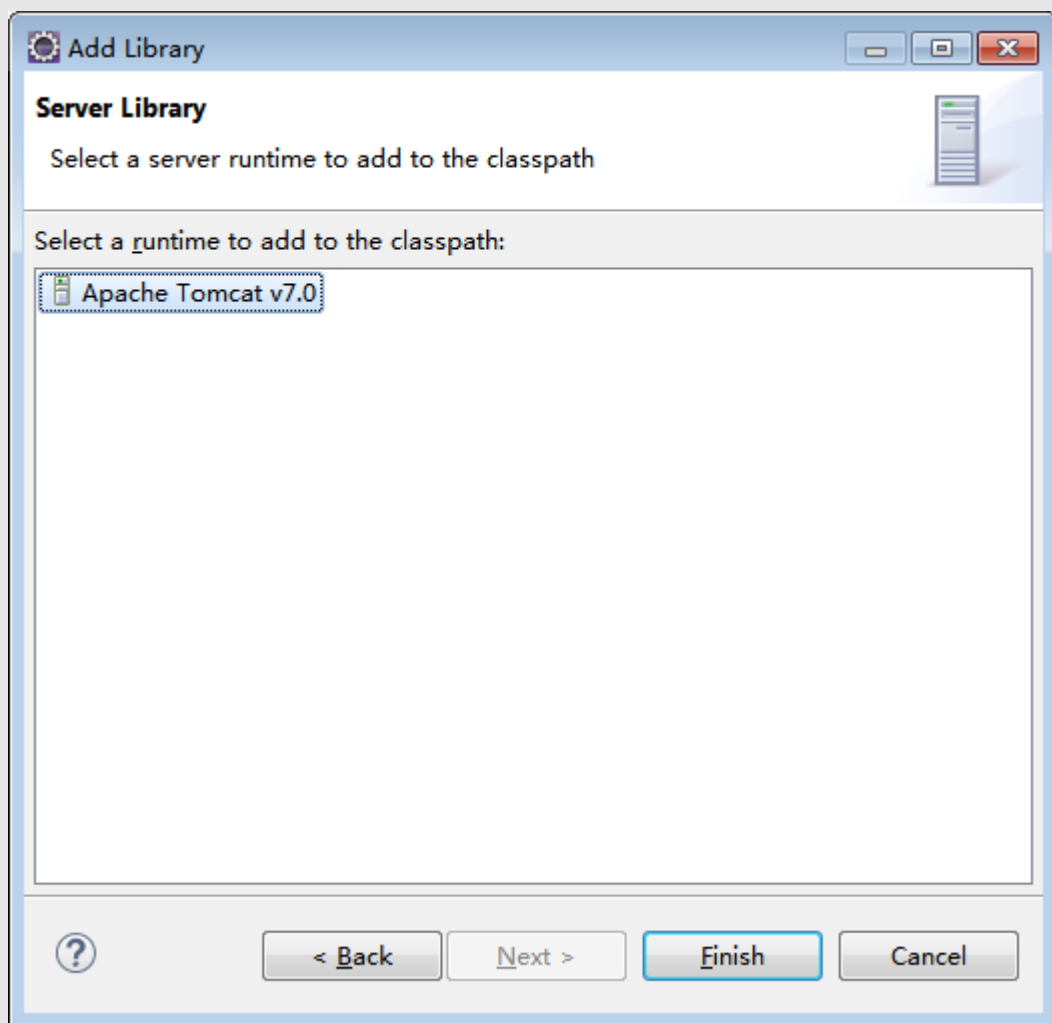 Add Library
Server Library
Select a server runtime to add to the classpath
Select a runtime to add to the classpath:
Apache Tomcat v7.0
?
< Back
Next >
Finish
Cancel